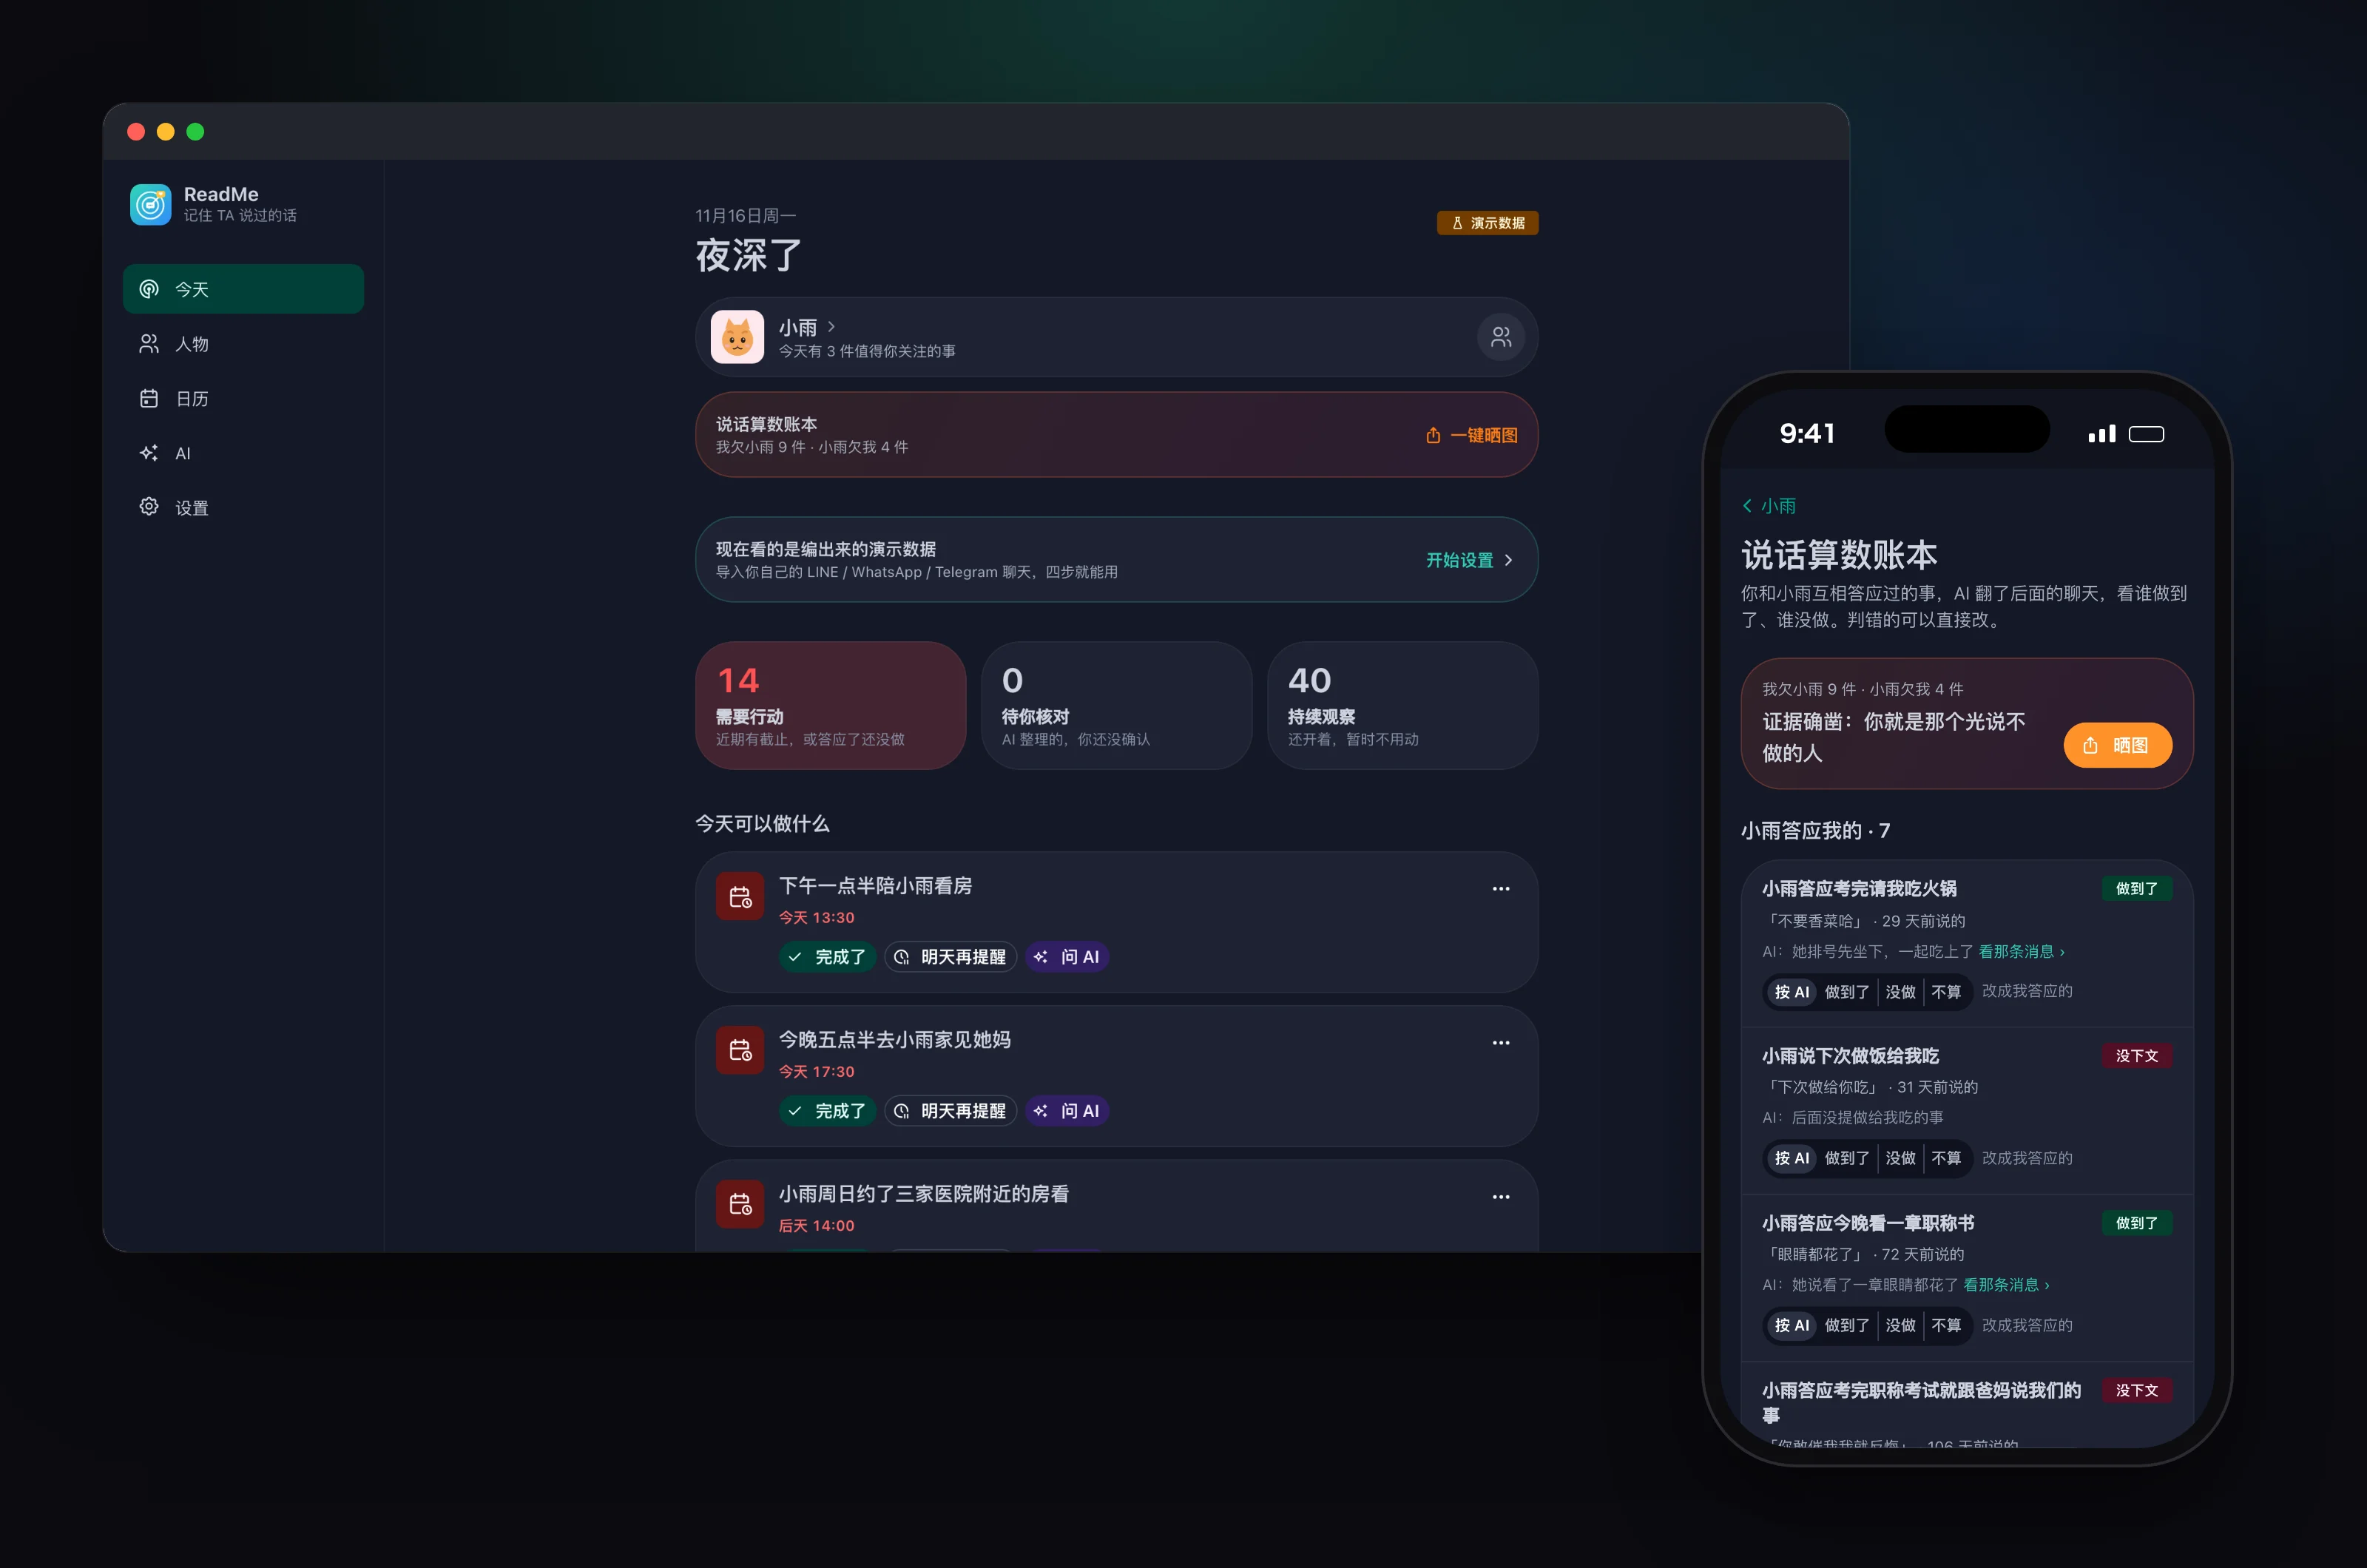 ReadMe
记住 TA 说过的话
今天
人物
日历
AI
设置
11月16日周一
夜深了
演示数据
小雨
今天有 3 件值得你关注的事
说话算数账本
我欠小雨 9 件 · 小雨欠我 4 件
一键晒图
现在看的是编出来的演示数据
导入你自己的 LINE / WhatsApp / Telegram 聊天，四步就能用
开始设置
14
需要行动
近期有截止，或答应了还没做
0
待你核对
AI 整理的，你还没确认
40
持续观察
还开着，暂时不用动
今天可以做什么
下午一点半陪小雨看房
今天 13:30
完成了 明天再提醒 问 AI
今晚五点半去小雨家见她妈
今天 17:30
完成了 明天再提醒 问 AI
小雨周日约了三家医院附近的房看
后天 14:00
9:41
小雨
说话算数账本
你和小雨互相答应过的事，AI 翻了后面的聊天，看谁做到
了、谁没做。判错的可以直接改。
我欠小雨 9 件 · 小雨欠我 4 件
证据确凿：你就是那个光说不
做的人
晒图
小雨答应我的 · 7
小雨答应考完请我吃火锅
做到了
「不要香菜哈」 · 29 天前说的
AI：她排号先坐下，一起吃上了 看那条消息 ›
按 AI 做到了 没做 不算 改成我答应的
小雨说下次做饭给我吃
没下文
「下次做给你吃」 · 31 天前说的
AI：后面没提做给我吃的事
按 AI 做到了 没做 不算 改成我答应的
小雨答应今晚看一章职称书
做到了
「眼睛都花了」 · 72 天前说的
AI：她说看了一章眼睛都花了 看那条消息 ›
按 AI 做到了 没做 不算 改成我答应的
小雨答应考完职称考试就跟爸妈说我们的
事
没下文
「你敢催我我就反悔」 · 106 天前说的